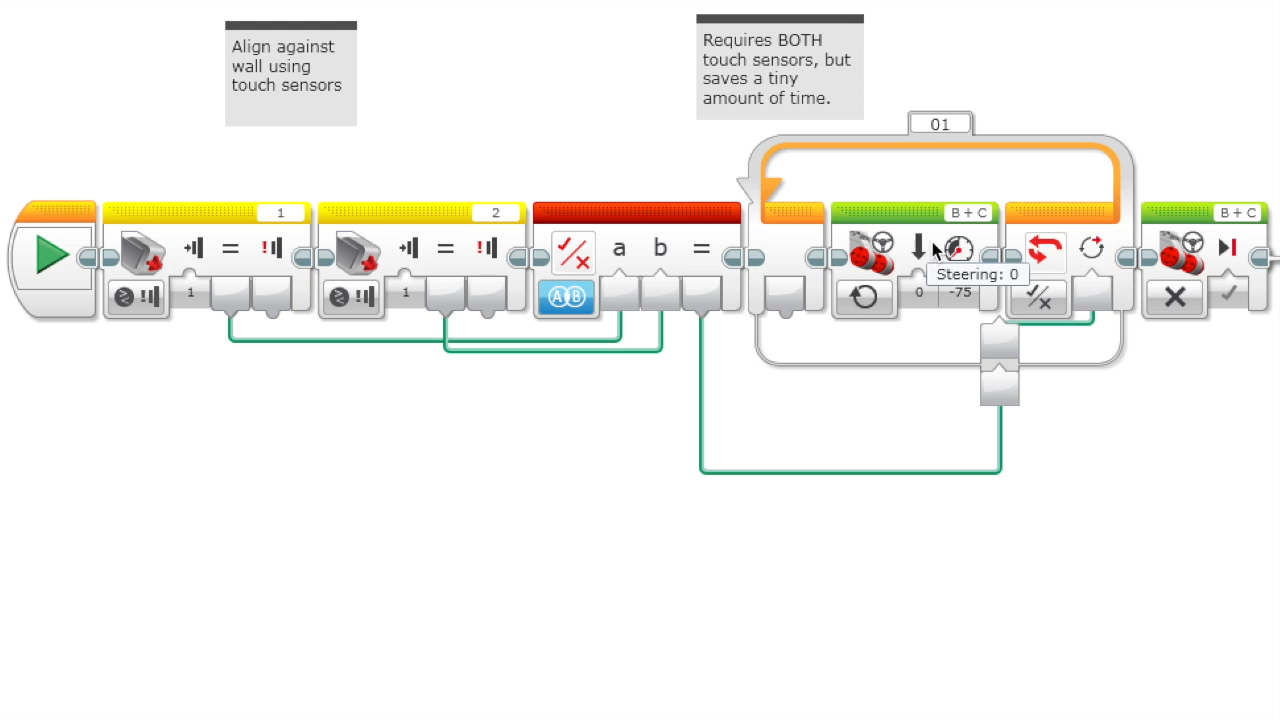 Align against
wall using
touch sensors
Requires BOTH
touch sensors, but
saves a tiny
amount of time.
01
1
2
B + C
B + C
a
b
=
=
=
Steering: 0
1
1
A B
0
-75